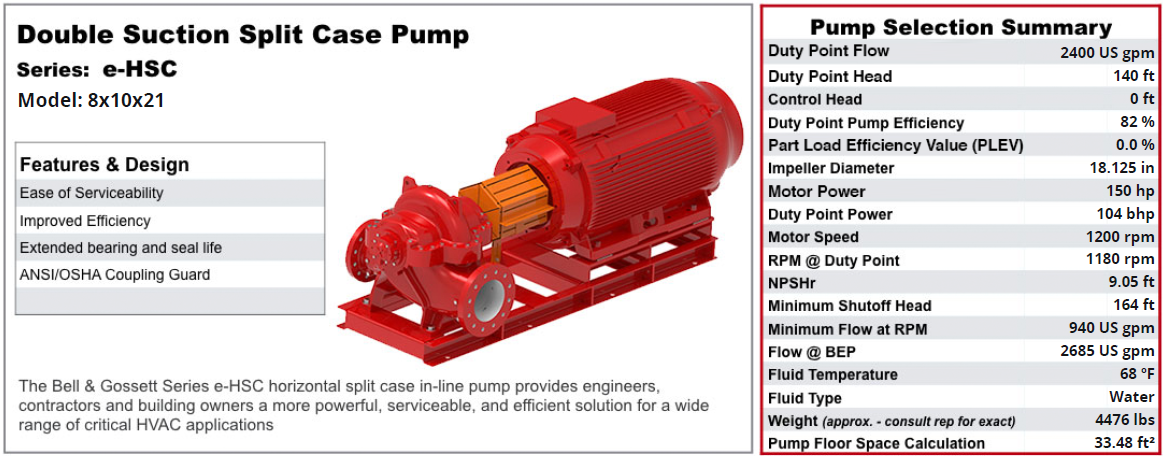 Double Suction Split Case Pump
Series: e-HSC
Model: 8x10x21
Features & Design
Ease of Serviceability
Improved Efficiency
Extended bearing and seal life
ANSI/OSHA Coupling Guard
The Bell & Gossett Series e-HSC horizontal split case in-line pump provides engineers,
contractors and building owners a more powerful, serviceable, and efficient solution for a wide
range of critical HVAC applications
Pump Selection Summary
Duty Point Flow 2400 US gpm
Duty Point Head 140 ft
Control Head 0 ft
Duty Point Pump Efficiency 82 %
Part Load Efficiency Value (PLEV) 0.0 %
Impeller Diameter 18.125 in
Motor Power 150 hp
Duty Point Power 104 bhp
Motor Speed 1200 rpm
RPM @ Duty Point 1180 rpm
NPSHr 9.05 ft
Minimum Shutoff Head 164 ft
Minimum Flow at RPM 940 US gpm
Flow @ BEP 2685 US gpm
Fluid Temperature 68 °F
Fluid Type Water
Weight (approx. - consult rep for exact) 4476 lbs
Pump Floor Space Calculation 33.48 ft²